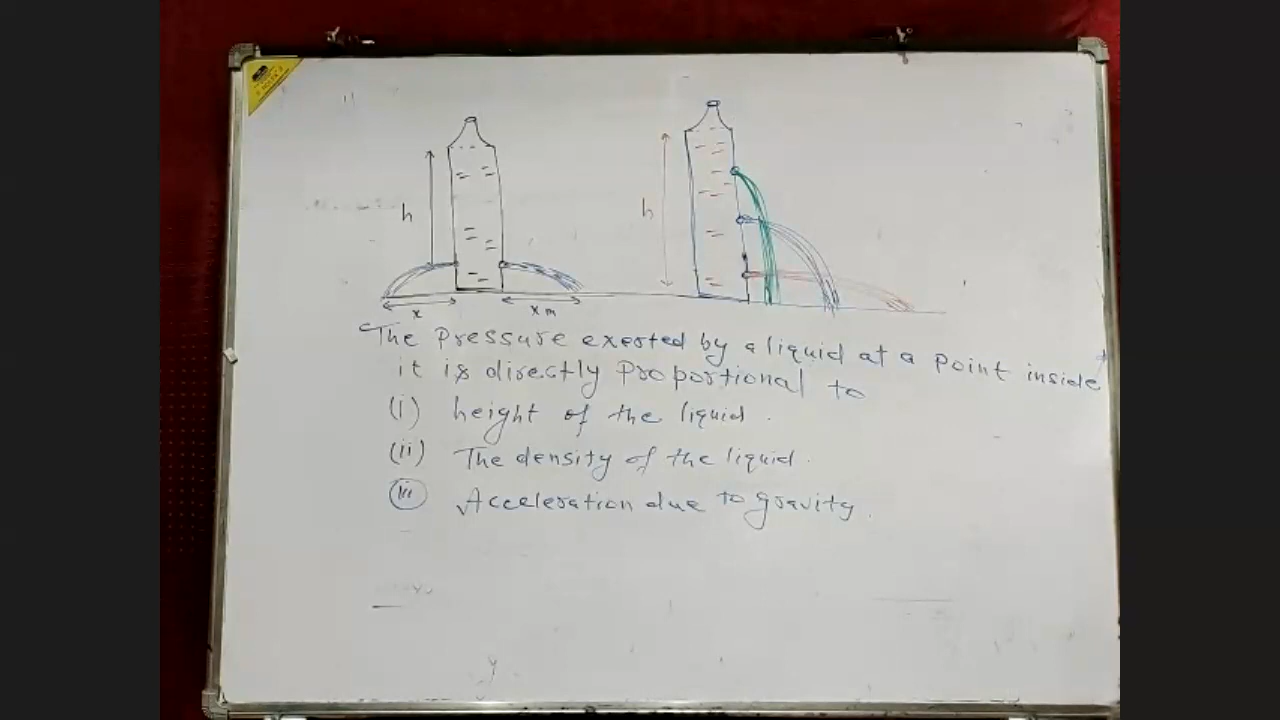 h
h
x
x m
The pressure exerted by a liquid at a point inside
it is directly proportional to
(i) height of the liquid.
(ii) The density of the liquid.
(iii) Acceleration due to gravity.